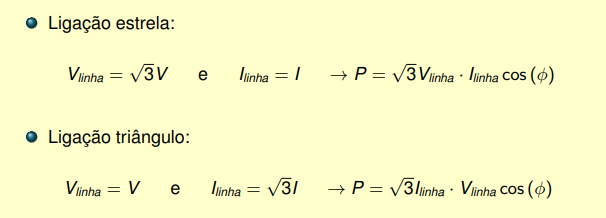 Ligação estrela:
V_linha = √3V e I_linha = I → P = √3V_linha · I_linha cos (ϕ)
Ligação triângulo:
V_linha = V e I_linha = √3I → P = √3I_linha · V_linha cos (ϕ)